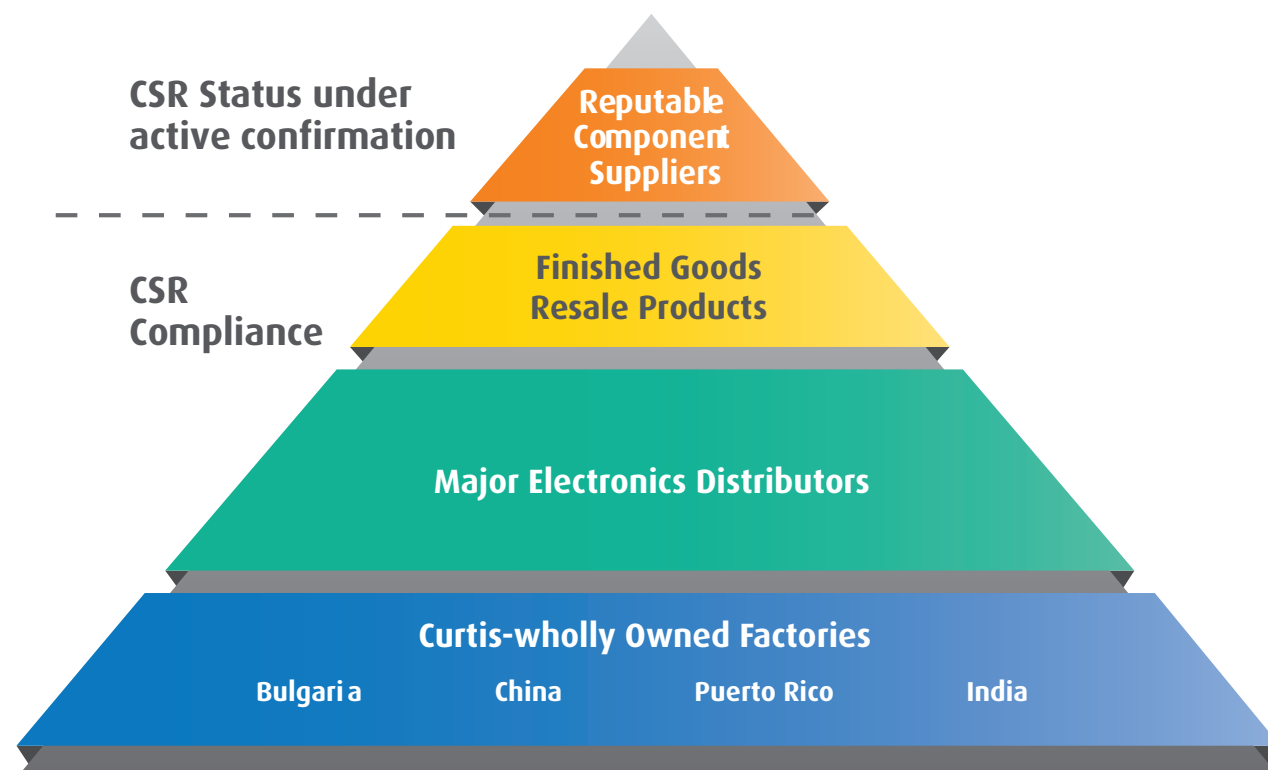 CSR Status under
active confirmation
Reputable
Component
Suppliers
CSR
Compliance
Finished Goods
Resale Products
Major Electronics Distributors
Curtis-wholly Owned Factories
Bulgaria China Puerto Rico India